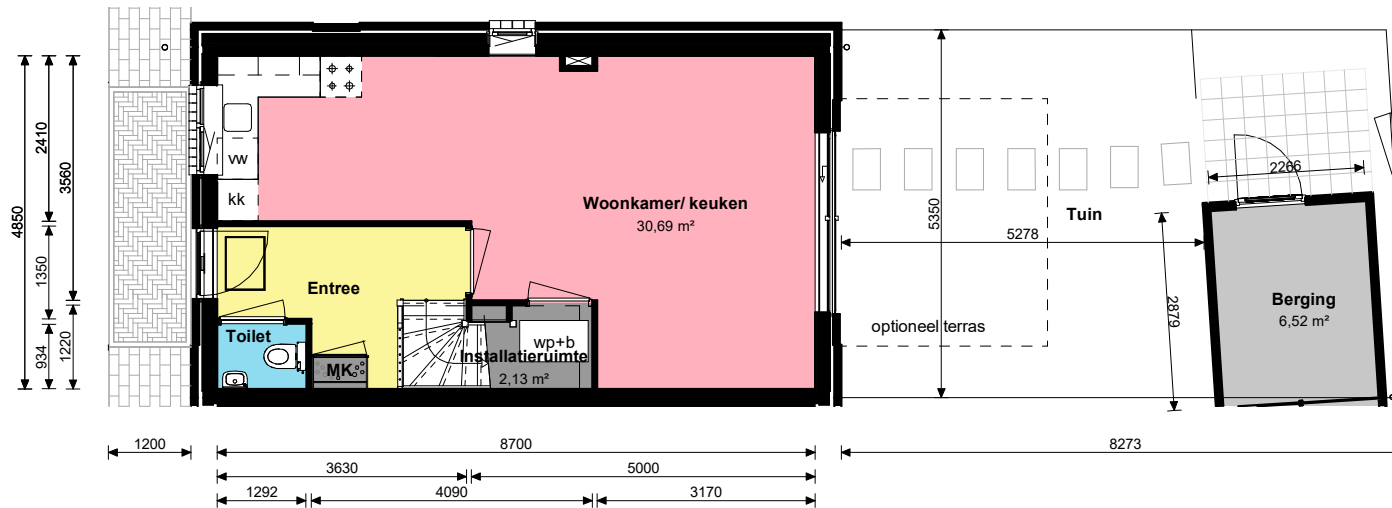 2266
vw
kk
2410
3560
4850
Woonkamer/ keuken
30,69 m²
Tuin
5350
5278
1350
Entree
Berging
6,52 m²
2879
optioneel terras
Toilet
wp+b
Installatieruimte
2,13 m²
MK
934
1220
1200
8700
8273
3630
5000
1292
4090
3170